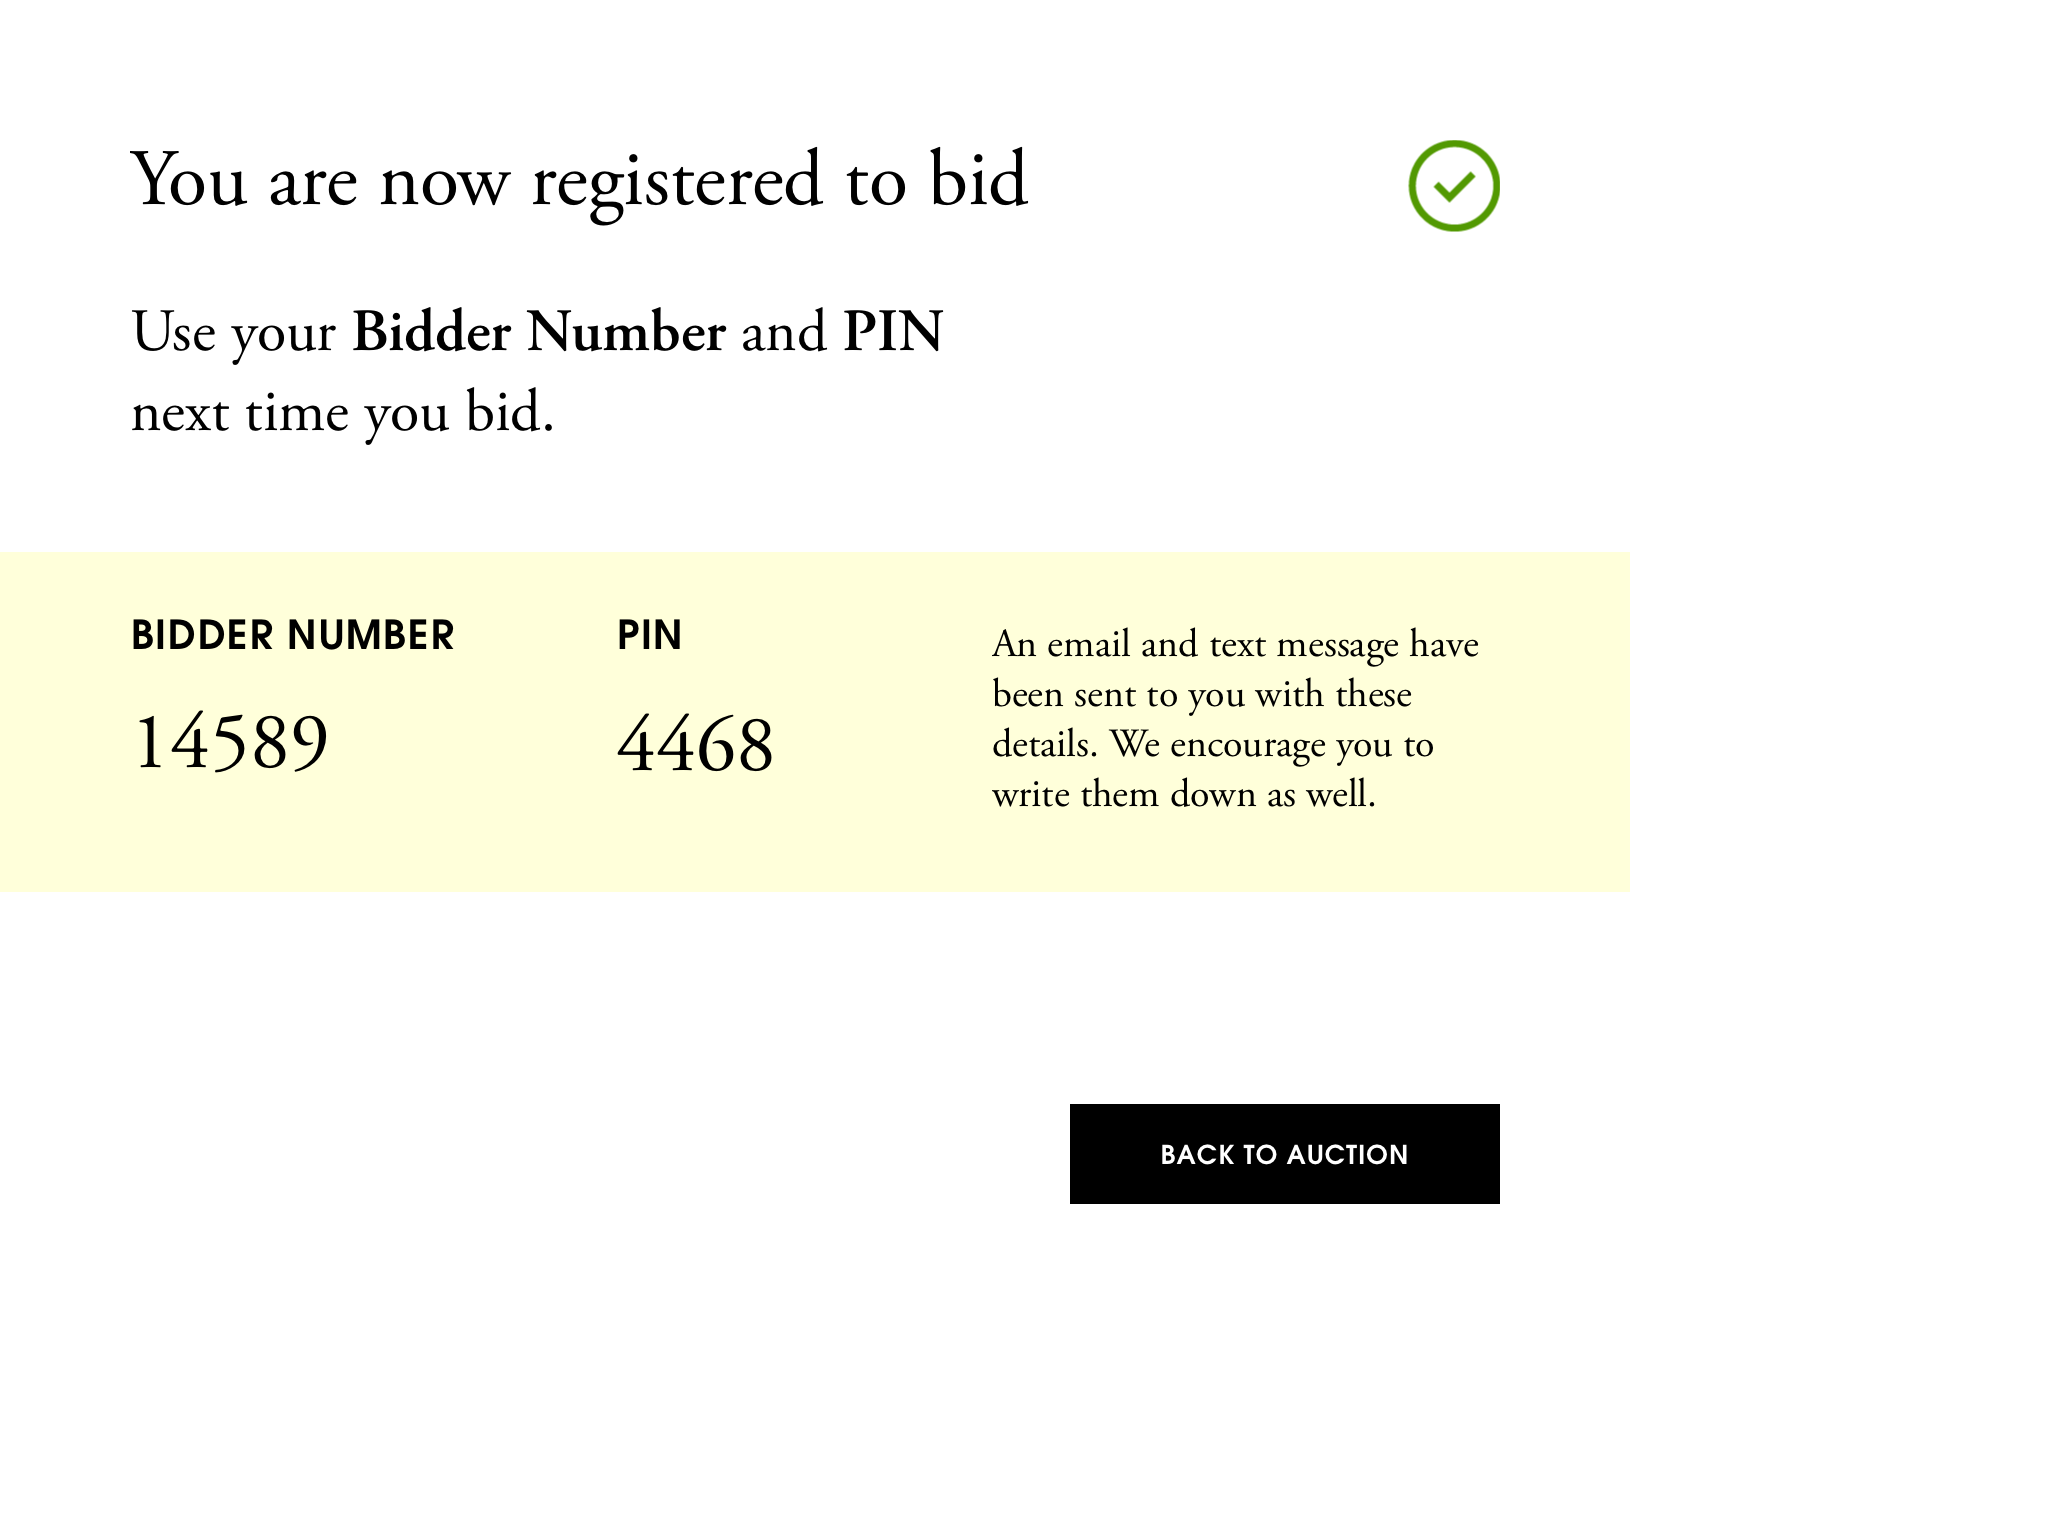 You are now registered to bid
Use your Bidder Number and PIN
next time you bid.
BIDDER NUMBER
14589
PIN
4468
An email and text message have
been sent to you with these
details. We encourage you to
write them down as well.
BACK TO AUCTION